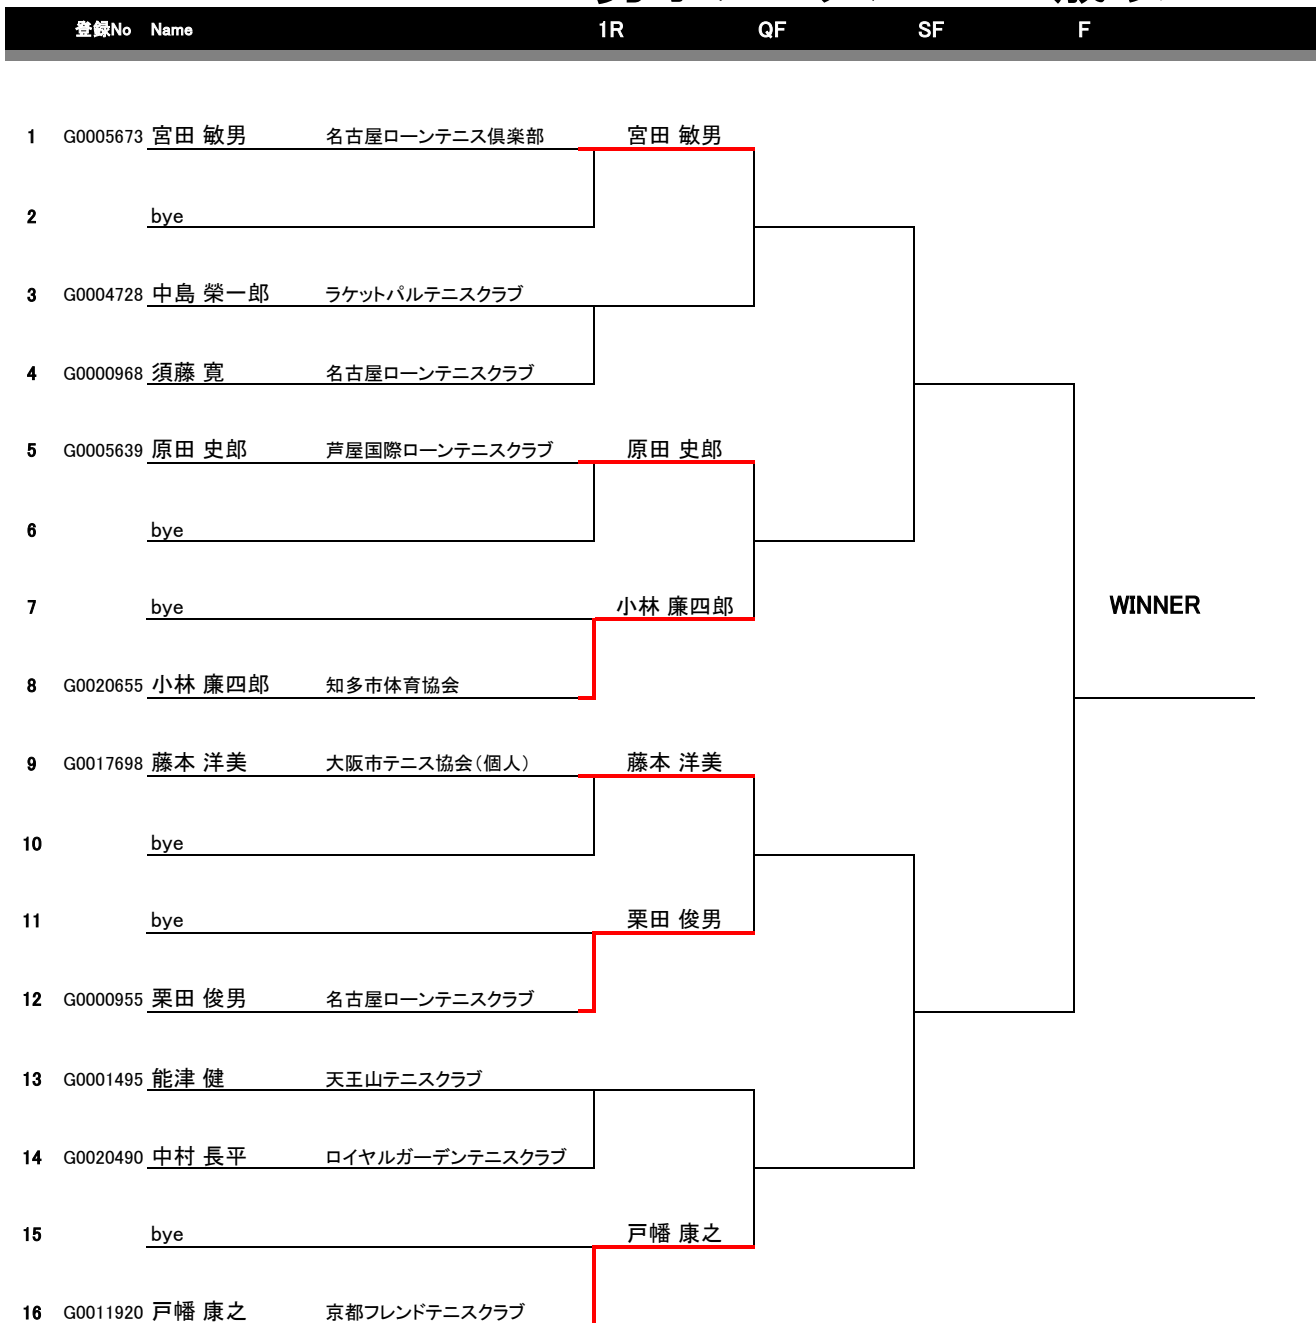 登録No Name 1R QF SF F
1 G0005673 宮田 敏男 名古屋ローンテニス倶楽部 宮田 敏男
2 bye
3 G0004728 中島 榮一郎 ラケットパルテニスクラブ
4 G0000968 須藤 寛 名古屋ローンテニスクラブ
5 G0005639 原田 史郎 芦屋国際ローンテニスクラブ 原田 史郎
6 bye
7 bye 小林 廉四郎 WINNER
8 G0020655 小林 廉四郎 知多市体育協会
9 G0017698 藤本 洋美 大阪市テニス協会(個人) 藤本 洋美
10 bye
11 bye 栗田 俊男
12 G0000955 栗田 俊男 名古屋ローンテニスクラブ
13 G0001495 能津 健 天王山テニスクラブ
14 G0020490 中村 長平 ロイヤルガーデンテニスクラブ
15 bye 戸幡 康之
16 G0011920 戸幡 康之 京都フレンドテニスクラブ